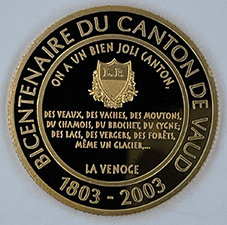 BICENTENAIRE DU CANTON DE VAUD
ON A UN BIEN JOLI CANTON,
DES VEAUX, DES VACHES, DES MOUTONS,
DU CHAMOIS, DU BROCHET, DU CYGNE;
DES LACS, DES VERGERS, DES FORÊTS,
MÊME UN GLACIER,...
LA VENOGE
1803 - 2003